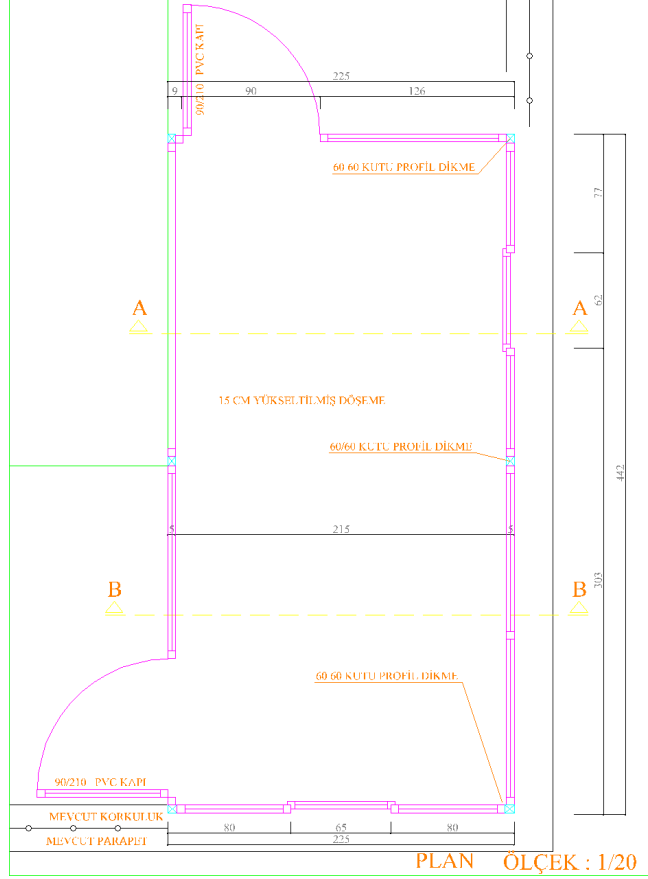 90/210 PVC KAPI
225
9 90 126
60 60 KUTU PROFİL DİKME
77
A A
62
15 CM YÜKSELTİLMİŞ DÖŞEME
60/60 KUTU PROFİL DİKME
442
5 215 5
B B
303
60 60 KUTU PROFİL DİKME
90/210 PVC KAPI
MEVCUT KORKULUK
80 65 80
MEVCUT PARAPET
225
PLAN ÖLÇEK : 1/20